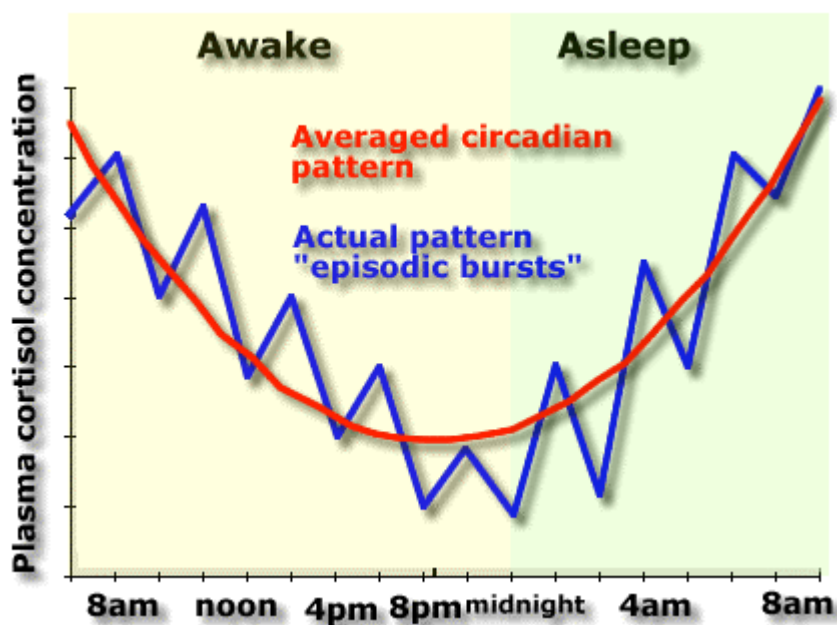 Awake
Asleep
Plasma cortisol concentration
Averaged circadian
pattern
Actual pattern
"episodic bursts"
8am noon 4pm 8pm midnight 4am 8am